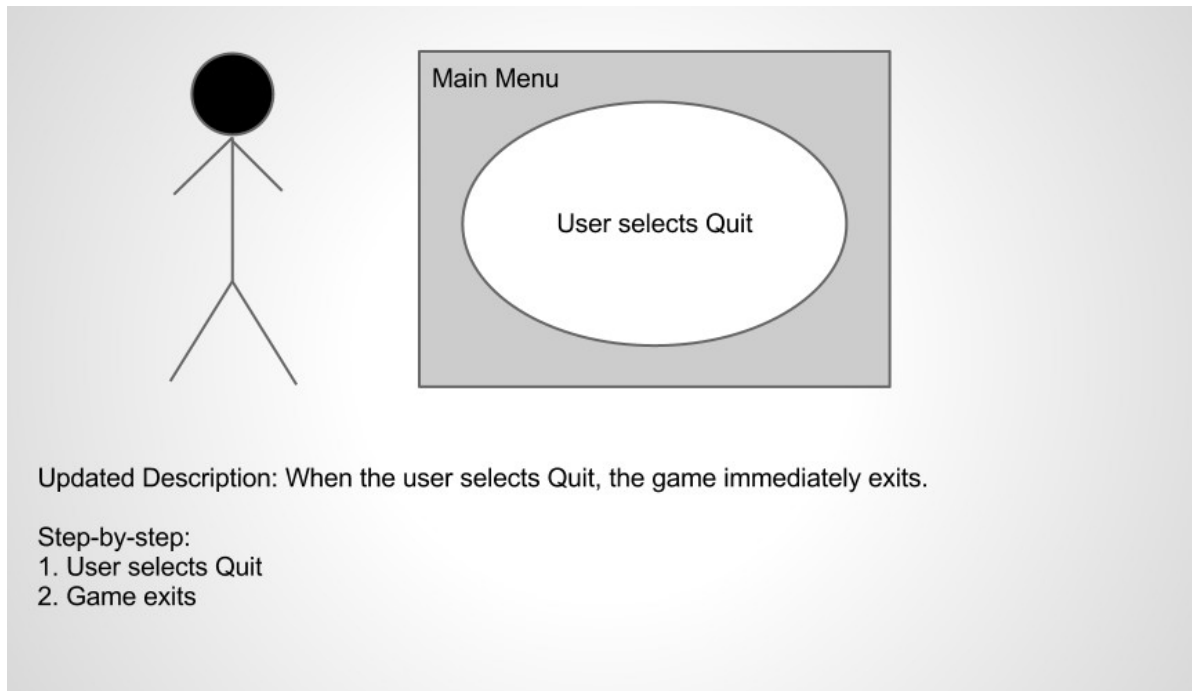 Main Menu
User selects Quit
Updated Description: When the user selects Quit, the game immediately exits.
Step-by-step:
1. User selects Quit
2. Game exits